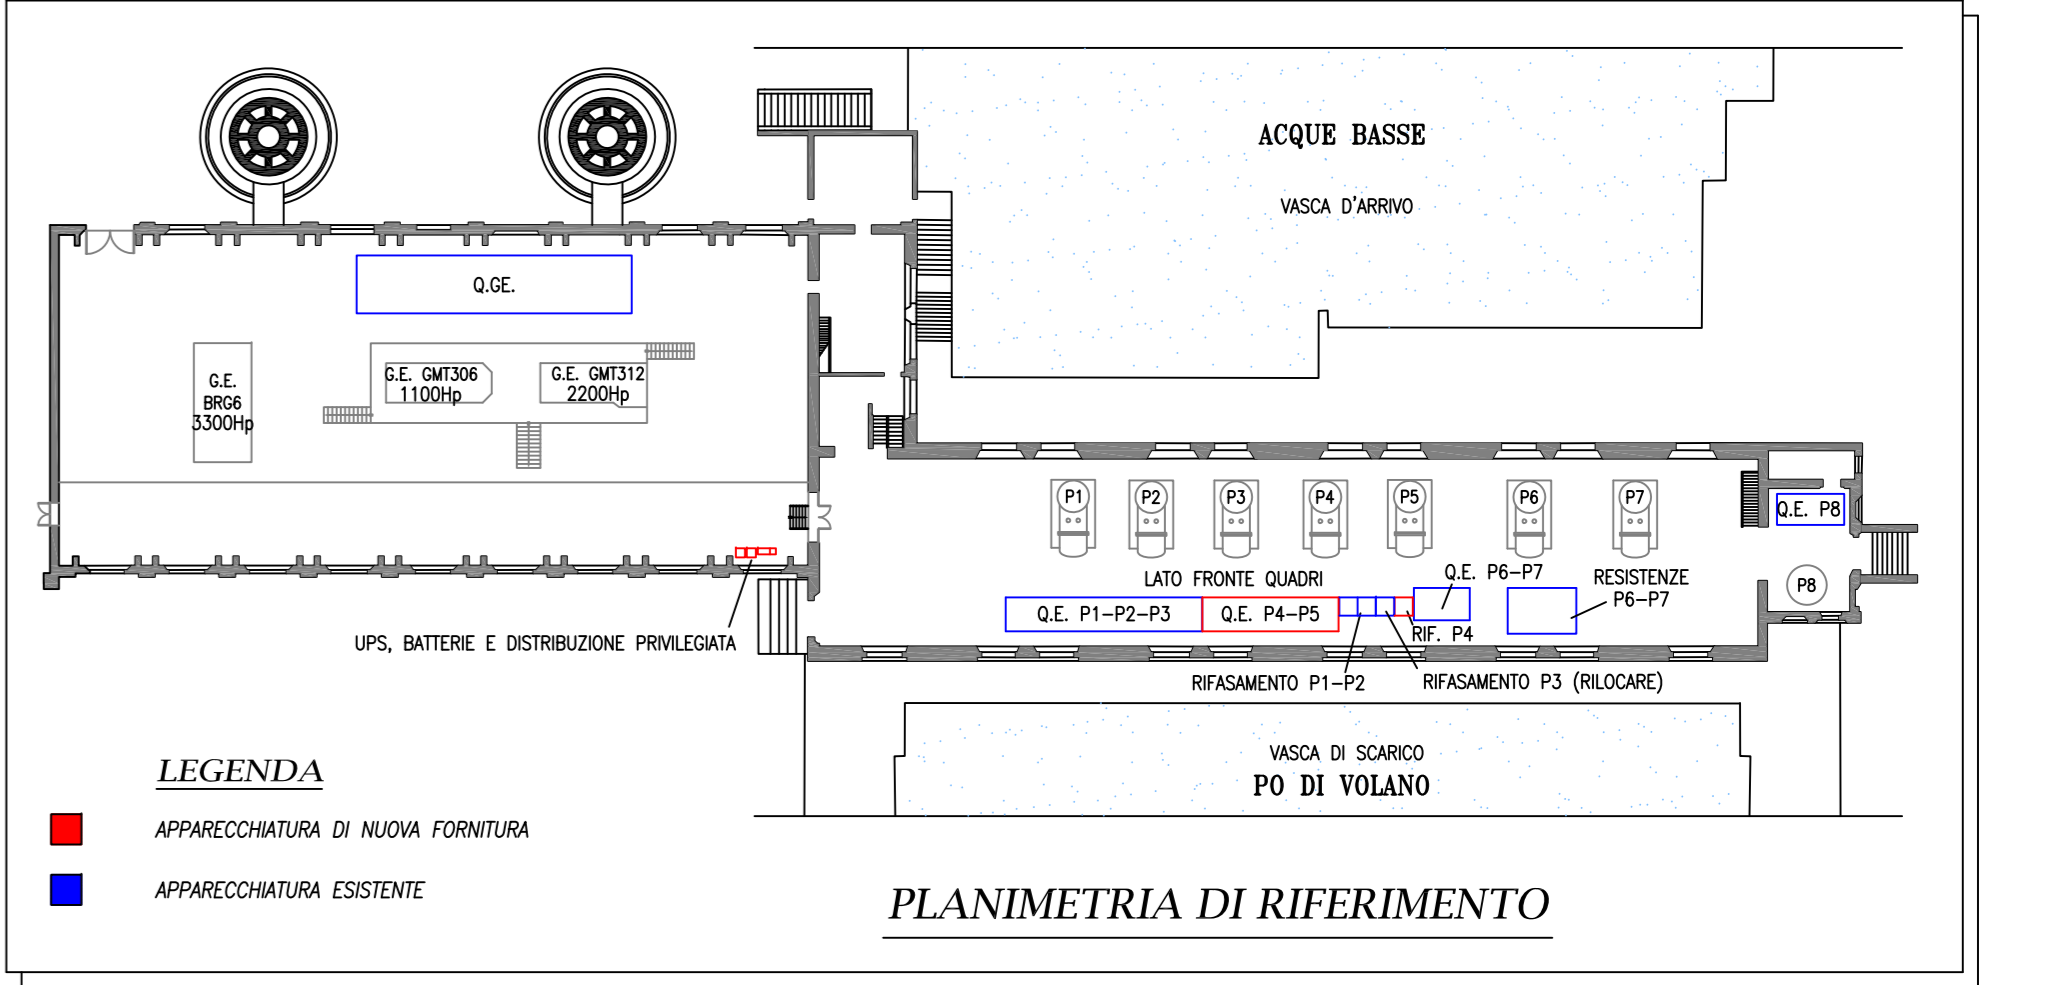 ACQUE BASSE
VASCA D'ARRIVO
Q.GE.
G.E.
BRG6
3300Hp
G.E. GMT306
1100Hp
G.E. GMT312
2200Hp
P1
P2
P3
P4
P5
P6
P7
Q.E. P8
P8
LATO FRONTE QUADRI
Q.E. P6-P7
RESISTENZE
P6-P7
Q.E. P1-P2-P3
Q.E. P4-P5
RIF. P4
UPS, BATTERIE E DISTRIBUZIONE PRIVILEGIATA
RIFASAMENTO P1-P2
RIFASAMENTO P3 (RILOCARE)
VASCA DI SCARICO
PO DI VOLANO
LEGENDA
APPARECCHIATURA DI NUOVA FORNITURA
APPARECCHIATURA ESISTENTE
PLANIMETRIA DI RIFERIMENTO